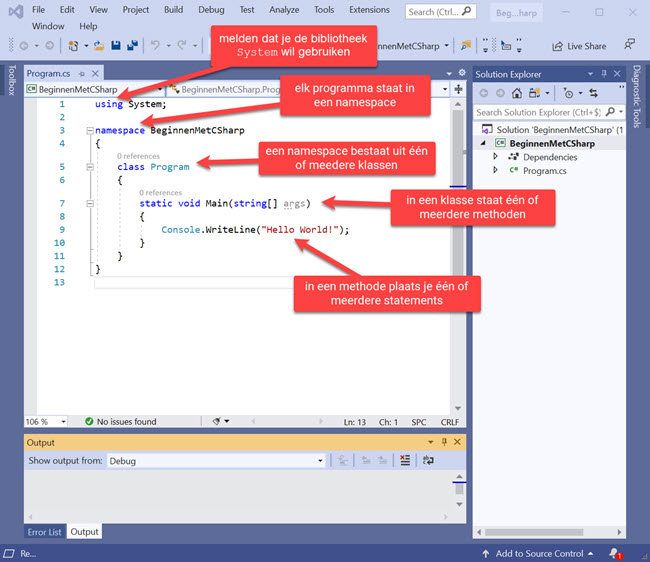 File Edit View Project Build Debug Test Analyze Tools Extensions
Window Help
Search (Ctrl...
Beg...harp
melden dat je de bibliotheek
System wil gebruiken
innenMetCSharp
Live Share
Toolbox
Program.cs
BeginnenMetCSharp
BeginnenMetCSharp.Prog
elk programma staat in
een namespace
1 using System;
2
3 namespace BeginnenMetCSharp
4 {
0 references
een namespace bestaat uit één
of meedere klassen
5 class Program
6 {
0 references
7 static void Main(string[] args)
in een klasse staat één of
meerdere methoden
8 {
9 Console.WriteLine("Hello World!");
10 }
11 }
12 }
13
in een methode plaats je één of
meerdere statements
106 %
No issues found
Ln: 13 Ch: 1 SPC CRLF
Output
Show output from: Debug
Error List Output
Solution Explorer
Search Solution Explorer (Ctrl+$)
Solution 'BeginnenMetCSharp' (1
BeginnenMetCSharp
Dependencies
Program.cs
Diagnostic Tools
Re...
Add to Source Control
1